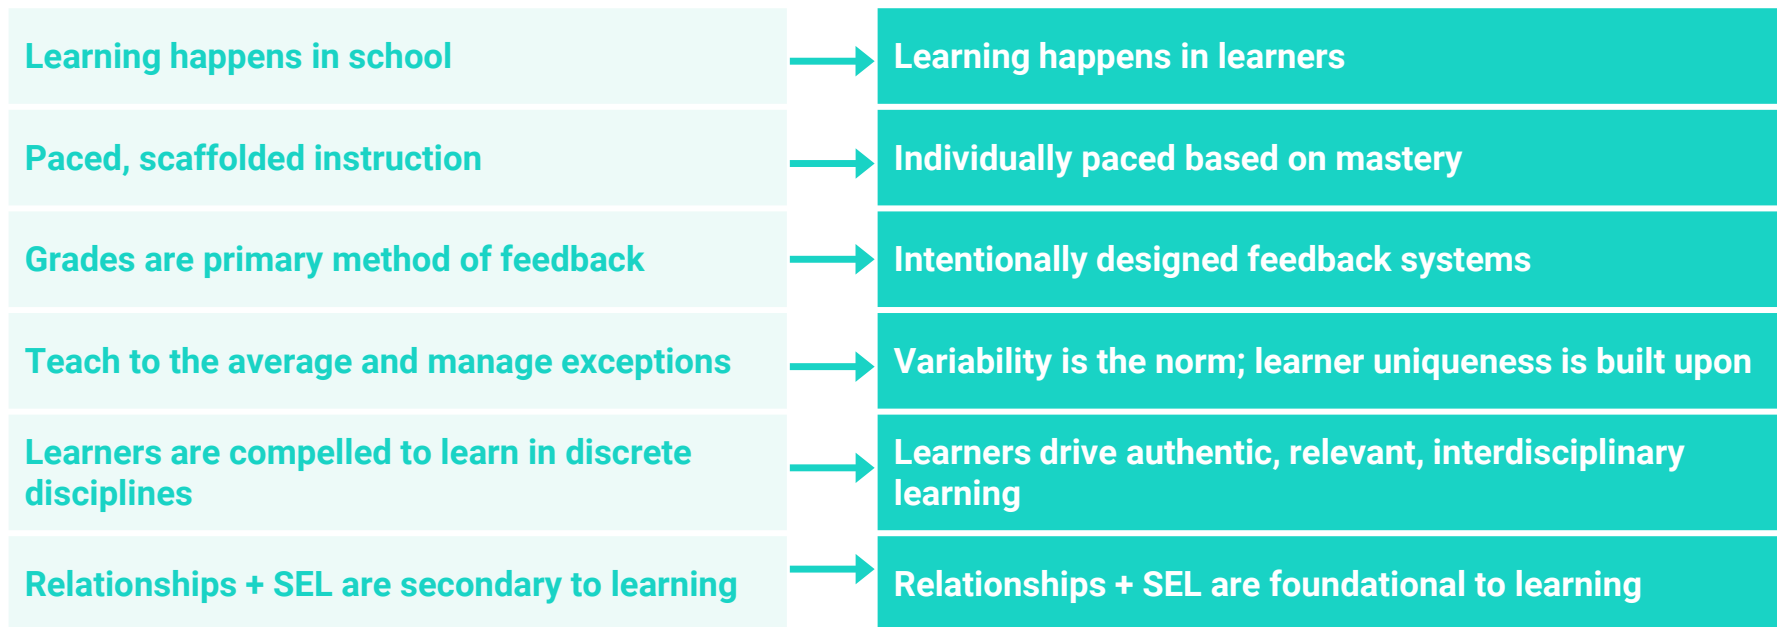 Learning happens in school
Learning happens in learners
Paced, scaffolded instruction
Individually paced based on mastery
Grades are primary method of feedback
Intentionally designed feedback systems
Teach to the average and manage exceptions
Variability is the norm; learner uniqueness is built upon
Learners are compelled to learn in discrete
disciplines
Learners drive authentic, relevant, interdisciplinary
learning
Relationships + SEL are secondary to learning
Relationships + SEL are foundational to learning